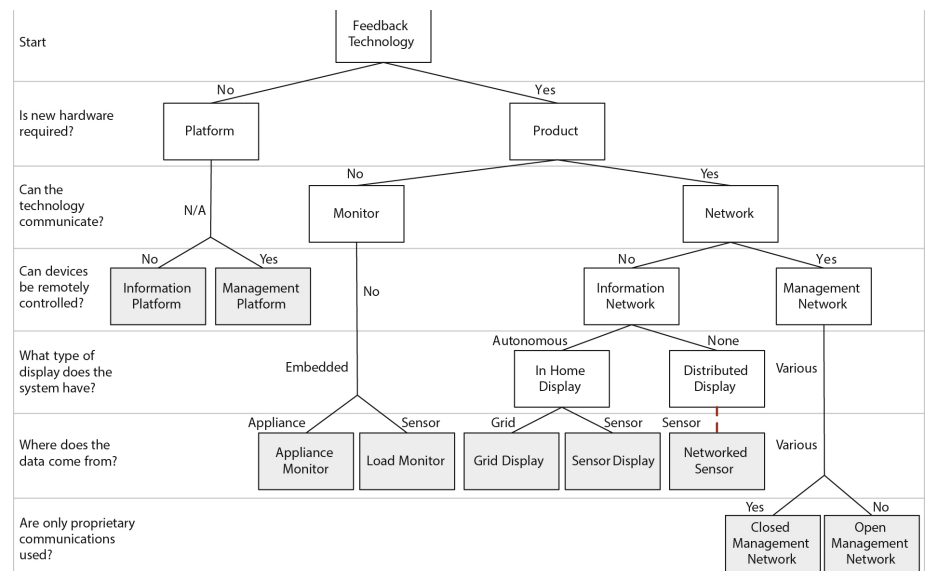 Feedback
Technology
Start
No
Yes
Is new hardware
required?
Platform
Product
No
Yes
Can the
technology
communicate?
N/A
Monitor
Network
No
Yes
No
Yes
Can devices
be remotely
controlled?
Information
Platform
Management
Platform
No
Information
Network
Management
Network
Autonomous
None
What type of
display does the
system have?
Embedded
In Home
Display
Distributed
Display
Various
Appliance
Sensor
Grid
Sensor
Sensor
Where does the
data come from?
Appliance
Monitor
Load Monitor
Grid Display
Sensor Display
Networked
Sensor
Various
Yes
No
Are only proprietary
communications
used?
Closed
Management
Network
Open
Management
Network